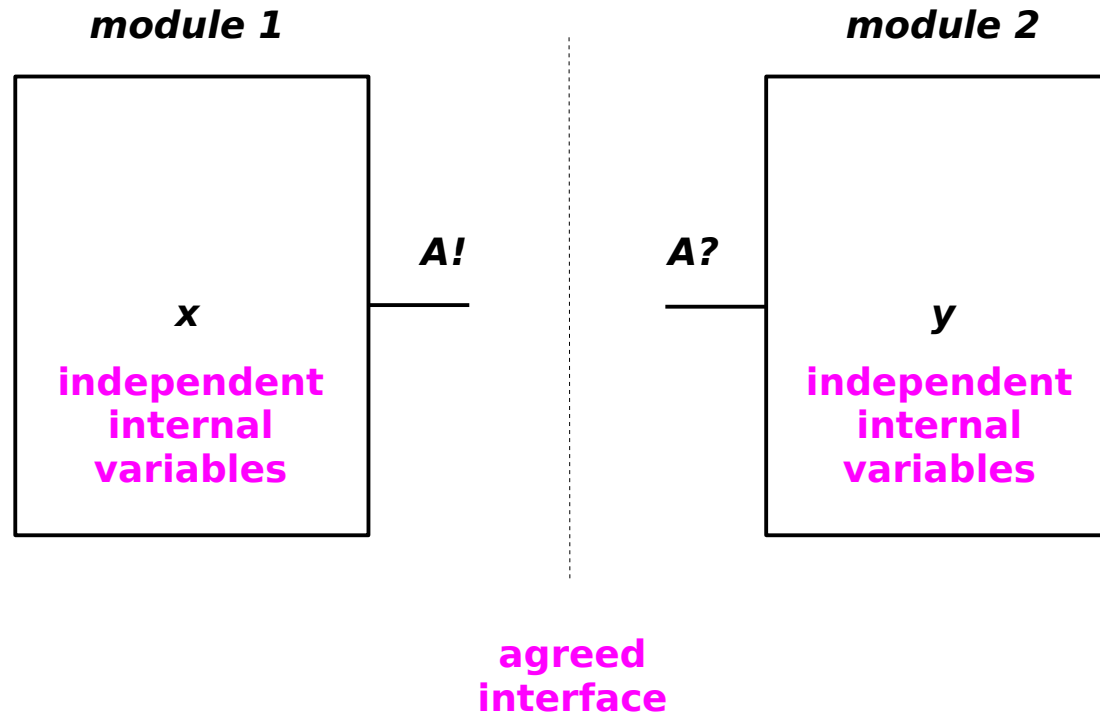 module 1
module 2
A!
A?
x
y
independent
internal
variables
independent
internal
variables
agreed
interface